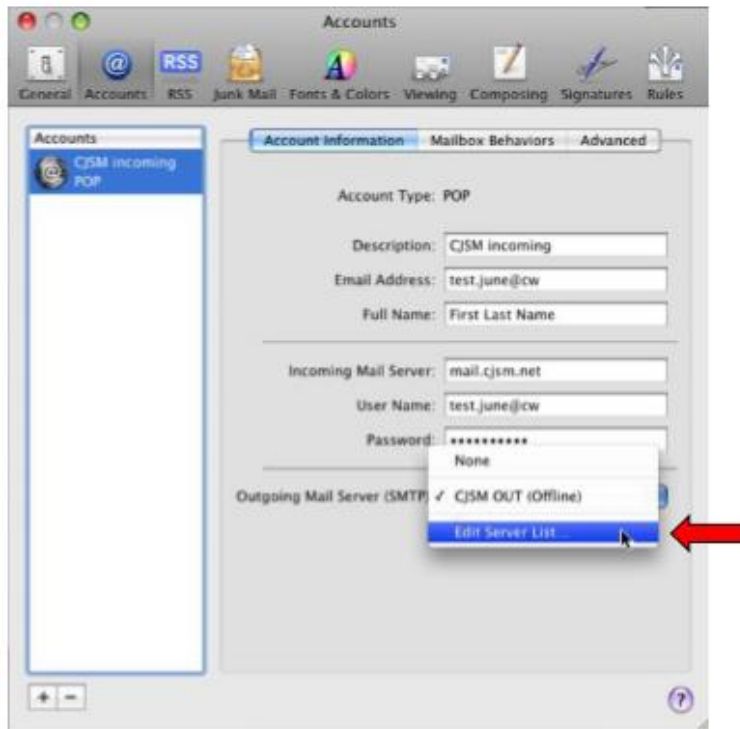 Accounts
RSS
General Accounts RSS Junk Mail Fonts & Colors Viewing Composing Signatures Rules
Accounts
CJSM incoming
POP
Account Information Mailbox Behaviors Advanced
Account Type: POP
Description: CJSM incoming
Email Address: test.june@cw
Full Name: First Last Name
Incoming Mail Server: mail.cjsm.net
User Name: test.june@cw
Password: ••••••••••
None
Outgoing Mail Server (SMTP) ✓ CJSM OUT (Offline)
Edit Server List...